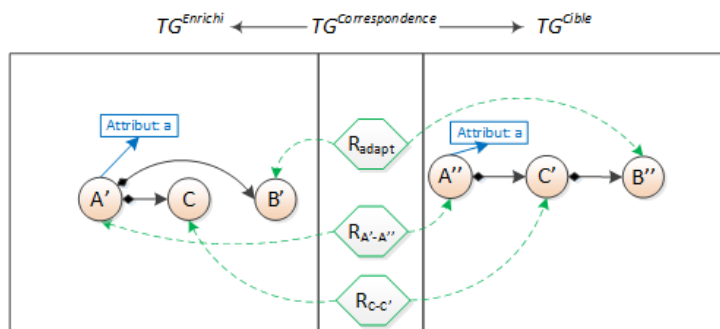 TG^Enrichi TG^Correspondence TG^Cible
Attribut: a
R_adapt
Attribut: a
A' C B'
A'' C' B''
R_A'-A''
R_C-C'